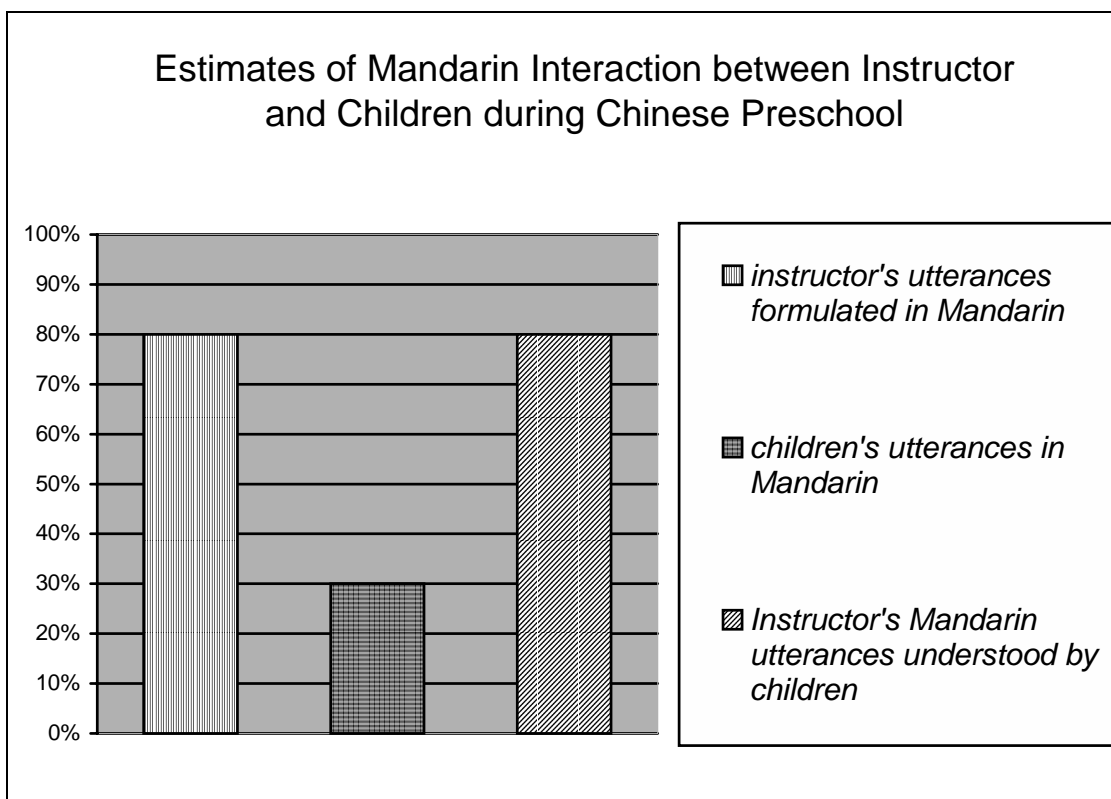 Estimates of Mandarin Interaction between Instructor
and Children during Chinese Preschool
100%
90%
80%
70%
60%
50%
40%
30%
20%
10%
0%
instructor's utterances
formulated in Mandarin
children's utterances in
Mandarin
Instructor's Mandarin
utterances understood by
children